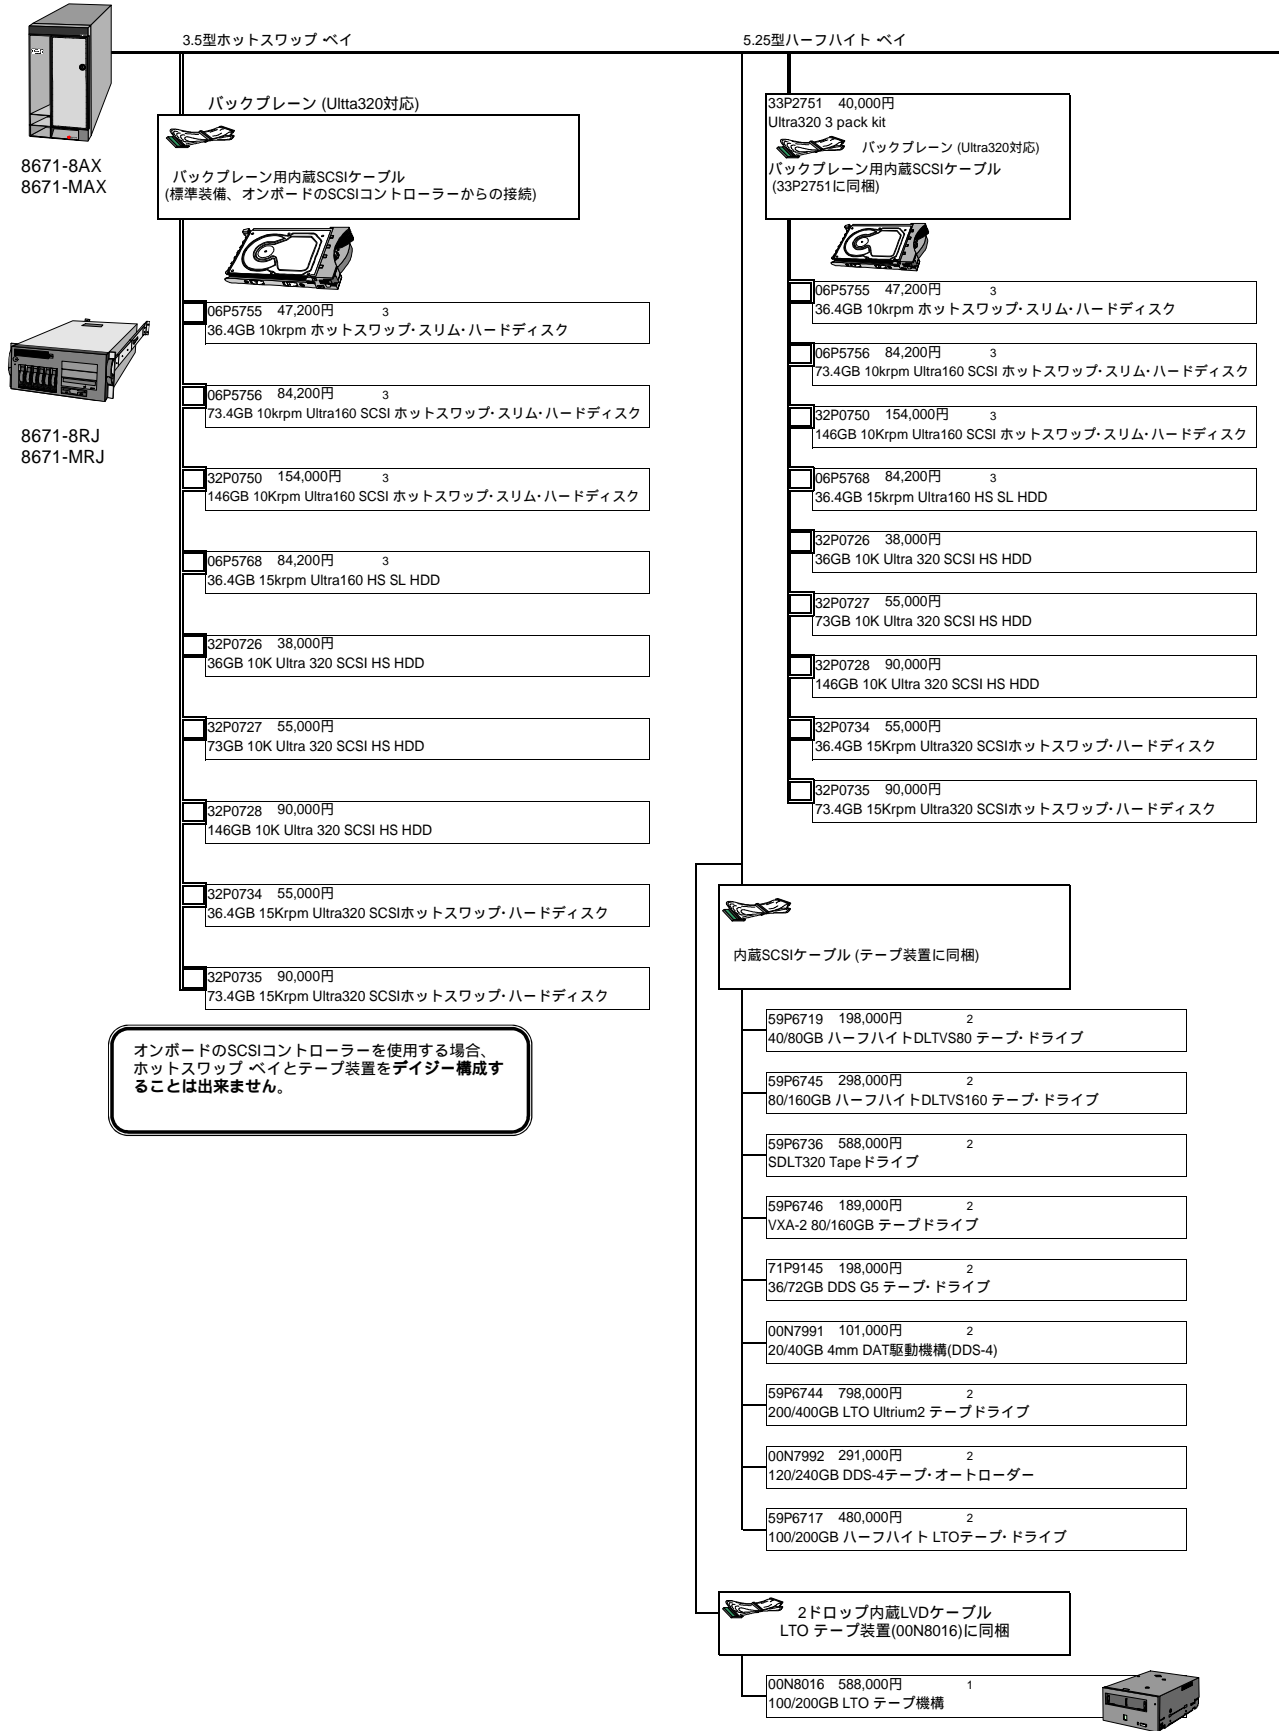 3.5型ホットスワップ ・ベイ
5.25型ハーフハイト ・ベイ
8671-8AX
8671-MAX
8671-8RJ
8671-MRJ
バックプレーン (Ultta320対応)
バックプレーン用内蔵SCSIケーブル
(標準装備、オンボードのSCSIコントローラーからの接続)
06P5755 47,200円 3
36.4GB 10krpm ホットスワップ・スリム・ハードディスク
06P5756 84,200円 3
73.4GB 10krpm Ultra160 SCSI ホットスワップ・スリム・ハードディスク
32P0750 154,000円 3
146GB 10Krpm Ultra160 SCSI ホットスワップ・スリム・ハードディスク
06P5768 84,200円 3
36.4GB 15krpm Ultra160 HS SL HDD
32P0726 38,000円
36GB 10K Ultra 320 SCSI HS HDD
32P0727 55,000円
73GB 10K Ultra 320 SCSI HS HDD
32P0728 90,000円
146GB 10K Ultra 320 SCSI HS HDD
32P0734 55,000円
36.4GB 15Krpm Ultra320 SCSIホットスワップ・ハードディスク
32P0735 90,000円
73.4GB 15Krpm Ultra320 SCSIホットスワップ・ハードディスク
オンボードのSCSIコントローラーを使用する場合、
ホットスワップ ・ベイとテープ装置をデイジー構成す
ることは出来ません。
33P2751 40,000円
Ultra320 3 pack kit
バックプレーン (Ultra320対応)
バックプレーン用内蔵SCSIケーブル
(33P2751に同梱)
06P5755 47,200円 3
36.4GB 10krpm ホットスワップ・スリム・ハードディスク
06P5756 84,200円 3
73.4GB 10krpm Ultra160 SCSI ホットスワップ・スリム・ハードディスク
32P0750 154,000円 3
146GB 10Krpm Ultra160 SCSI ホットスワップ・スリム・ハードディスク
06P5768 84,200円 3
36.4GB 15krpm Ultra160 HS SL HDD
32P0726 38,000円
36GB 10K Ultra 320 SCSI HS HDD
32P0727 55,000円
73GB 10K Ultra 320 SCSI HS HDD
32P0728 90,000円
146GB 10K Ultra 320 SCSI HS HDD
32P0734 55,000円
36.4GB 15Krpm Ultra320 SCSIホットスワップ・ハードディスク
32P0735 90,000円
73.4GB 15Krpm Ultra320 SCSIホットスワップ・ハードディスク
内蔵SCSIケーブル (テープ装置に同梱)
59P6719 198,000円 2
40/80GB ハーフハイトDLTVS80 テープ・ドライブ
59P6745 298,000円 2
80/160GB ハーフハイトDLTVS160 テープ・ドライブ
59P6736 588,000円 2
SDLT320 Tapeドライブ
59P6746 189,000円 2
VXA-2 80/160GB テープドライブ
71P9145 198,000円 2
36/72GB DDS G5 テープ・ドライブ
00N7991 101,000円 2
20/40GB 4mm DAT駆動機構(DDS-4)
59P6744 798,000円 2
200/400GB LTO Ultrium2 テープドライブ
00N7992 291,000円 2
120/240GB DDS-4テープ・オートローダー
59P6717 480,000円 2
100/200GB ハーフハイト LTOテープ・ドライブ
2ドロップ内蔵LVDケーブル
LTO テープ装置(00N8016)に同梱
00N8016 588,000円 1
100/200GB LTO テープ機構